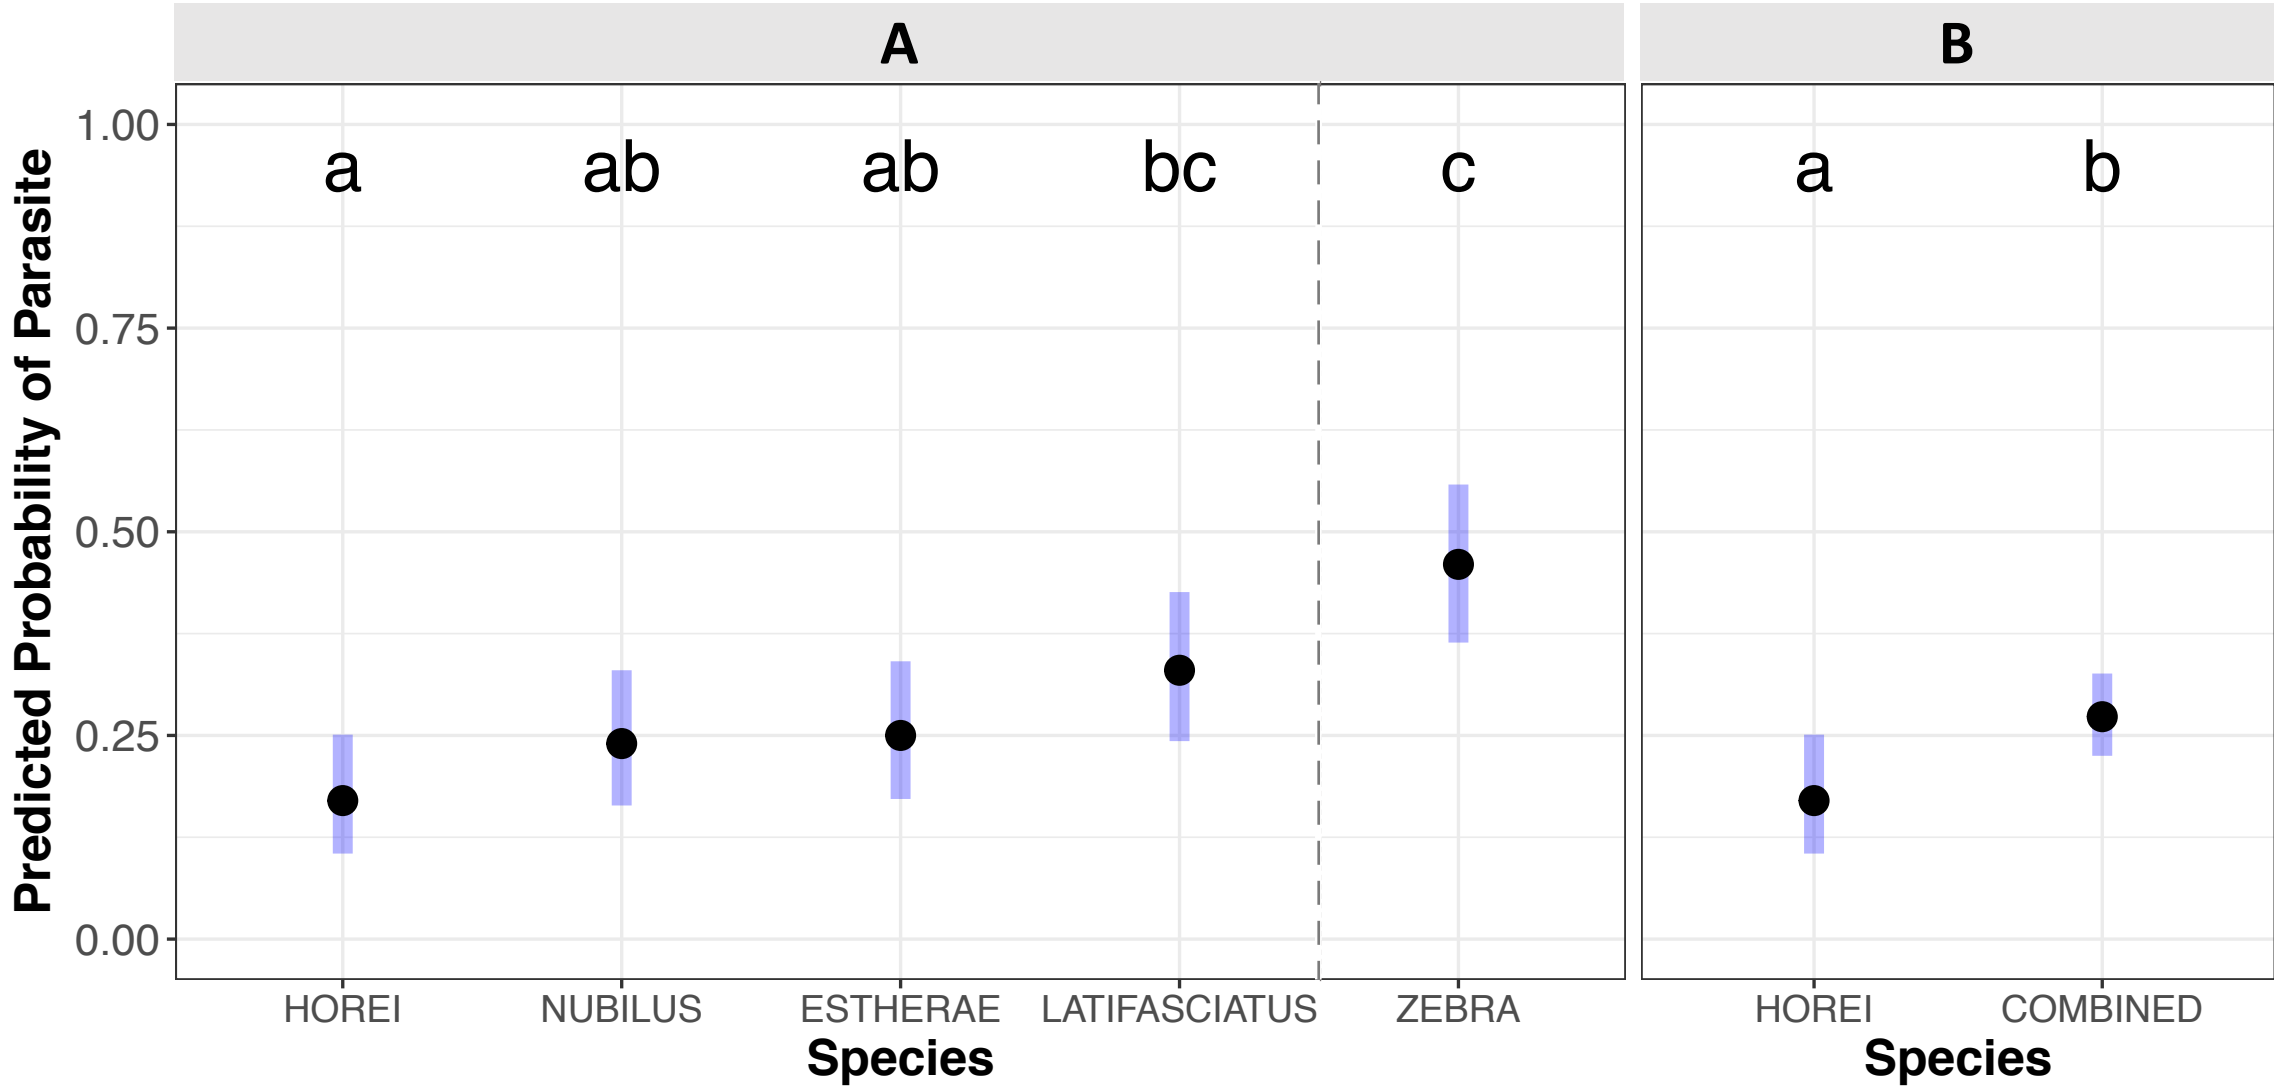 A B
Predicted Probability of Parasite
1.00
0.75
0.50
0.25
0.00
a ab ab bc c a b
HOREI NUBILUS ESTHERAE LATIFASCIATUS ZEBRA HOREI COMBINED
Species Species